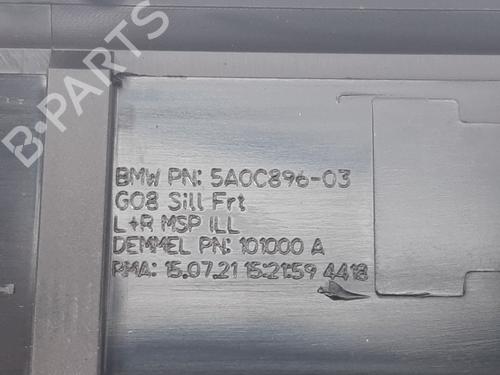 B-PARTS
BMW PN: 5A0C896-03
G08 Sill Frt
L+R MSP ILL
DEMMEL PN: 101000 A
RMA: 15.07.21 15:21:59 4418